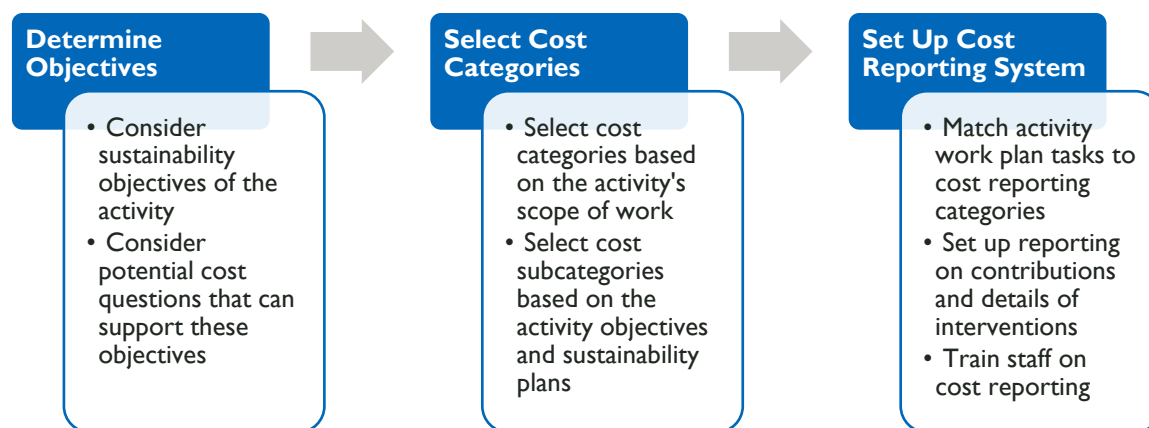 Determine
Objectives
• Consider
sustainability
objectives of the
activity
• Consider
potential cost
questions that can
support these
objectives
Select Cost
Categories
• Select cost
categories based
on the activity's
scope of work
• Select cost
subcategories
based on the
activity objectives
and sustainability
plans
Set Up Cost
Reporting System
• Match activity
work plan tasks to
cost reporting
categories
• Set up reporting
on contributions
and details of
interventions
• Train staff on
cost reporting